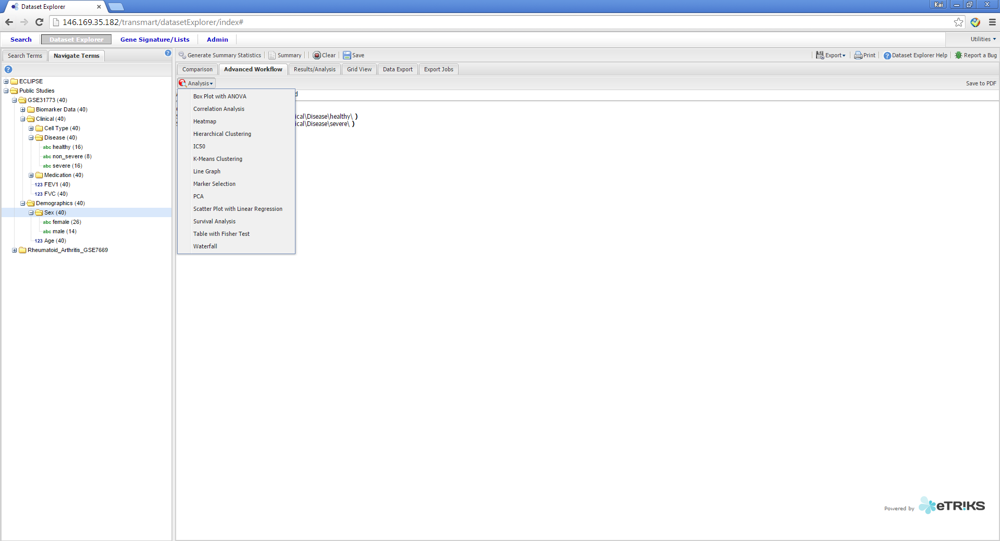 Dataset Explorer
Kai
146.169.35.182/transmart/datasetExplorer/index#
Search Dataset Explorer Gene Signature/Lists Admin
Utilities
Search Terms Navigate Terms
ECLIPSE
Public Studies
GSE31773 (40)
Biomarker Data (40)
Clinical (40)
Cell Type (40)
Disease (40)
abc healthy (16)
abc non_severe (8)
abc severe (16)
Medication (40)
123 FEV1 (40)
123 FVC (40)
Demographics (40)
Sex (40)
abc female (26)
abc male (14)
123 Age (40)
Rheumatoid_Arthritis_GSE7669
Generate Summary Statistics Summary Clear Save
Export Print Dataset Explorer Help Report a Bug
Comparison Advanced Workflow Results/Analysis Grid View Data Export Export Jobs
Analysis
Save to PDF
Box Plot with ANOVA
Correlation Analysis
Heatmap
Hierarchical Clustering
IC50
K-Means Clustering
Line Graph
Marker Selection
PCA
Scatter Plot with Linear Regression
Survival Analysis
Table with Fisher Test
Waterfall
ical\Disease\healthy\ )
ical\Disease\severe\ )
Powered by eTRIKS